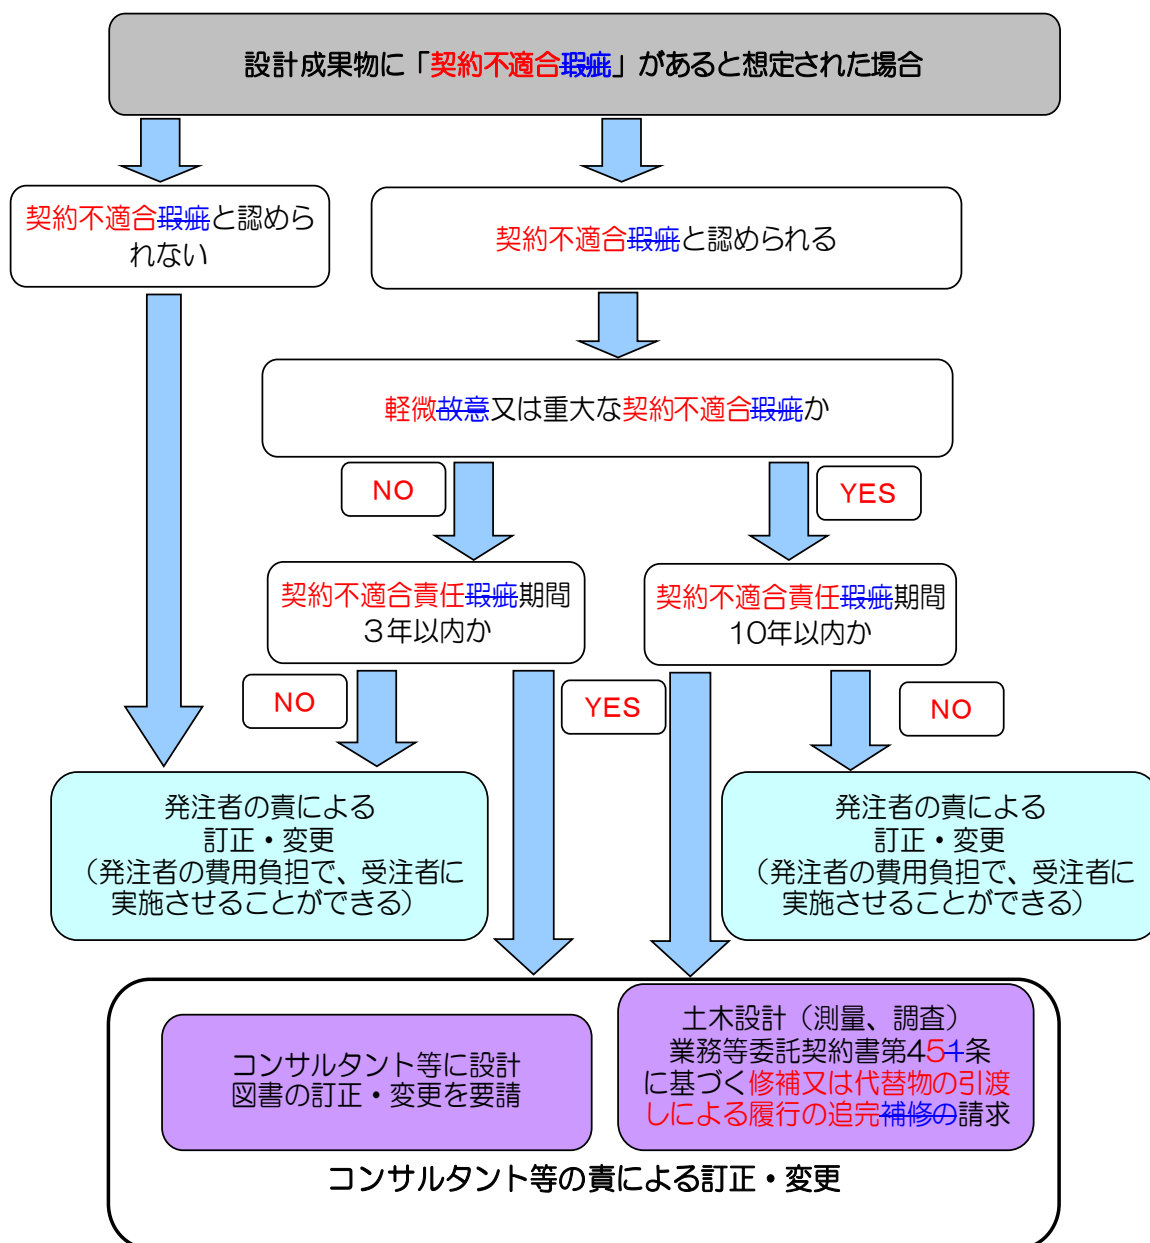 設計成果物に「契約不適合瑕疵」があると想定された場合
契約不適合瑕疵と認めら
れない
契約不適合瑕疵と認められる
軽微故意又は重大な契約不適合瑕疵か
NO
YES
契約不適合責任瑕疵期間
３年以内か
契約不適合責任瑕疵期間
10年以内か
NO
YES
NO
発注者の責による
訂正・変更
（発注者の費用負担で、受注者に
実施させることができる）
発注者の責による
訂正・変更
（発注者の費用負担で、受注者に
実施させることができる）
コンサルタント等に設計
図書の訂正・変更を要請
土木設計（測量、調査）
業務等委託契約書第451条
に基づく修補又は代替物の引渡
しによる履行の追完補修の請求
コンサルタント等の責による訂正・変更